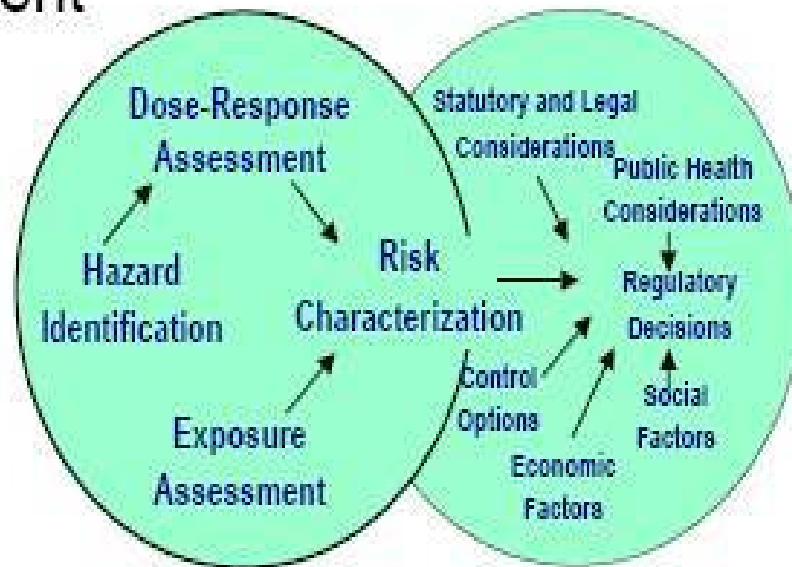 Dose-Response
Assessment
Hazard
Identification
Exposure
Assessment
Risk
Characterization
Statutory and Legal
Considerations
Public Health
Considerations
Regulatory
Decisions
Control
Options
Economic
Factors
Social
Factors